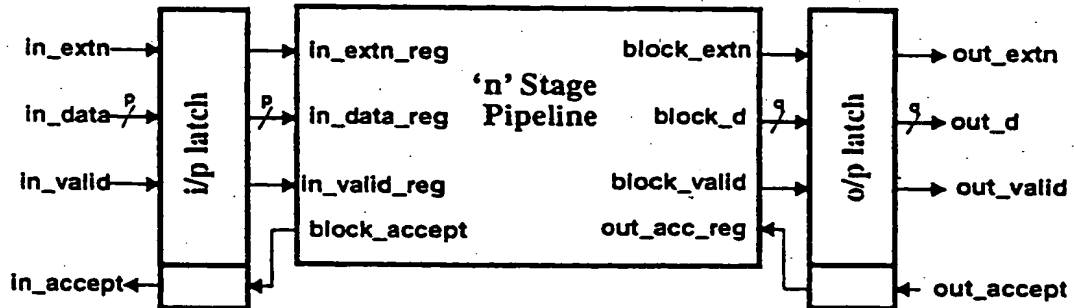 in_extn
in_data
in_valid
in_accept
p
i/p latch
p
in_extn_reg
in_data_reg
in_valid_reg
block_accept
'n' Stage
Pipeline
block_extn
block_d
block_valid
out_acc_reg
q
o/p latch
q
out_extn
out_d
out_valid
out_accept